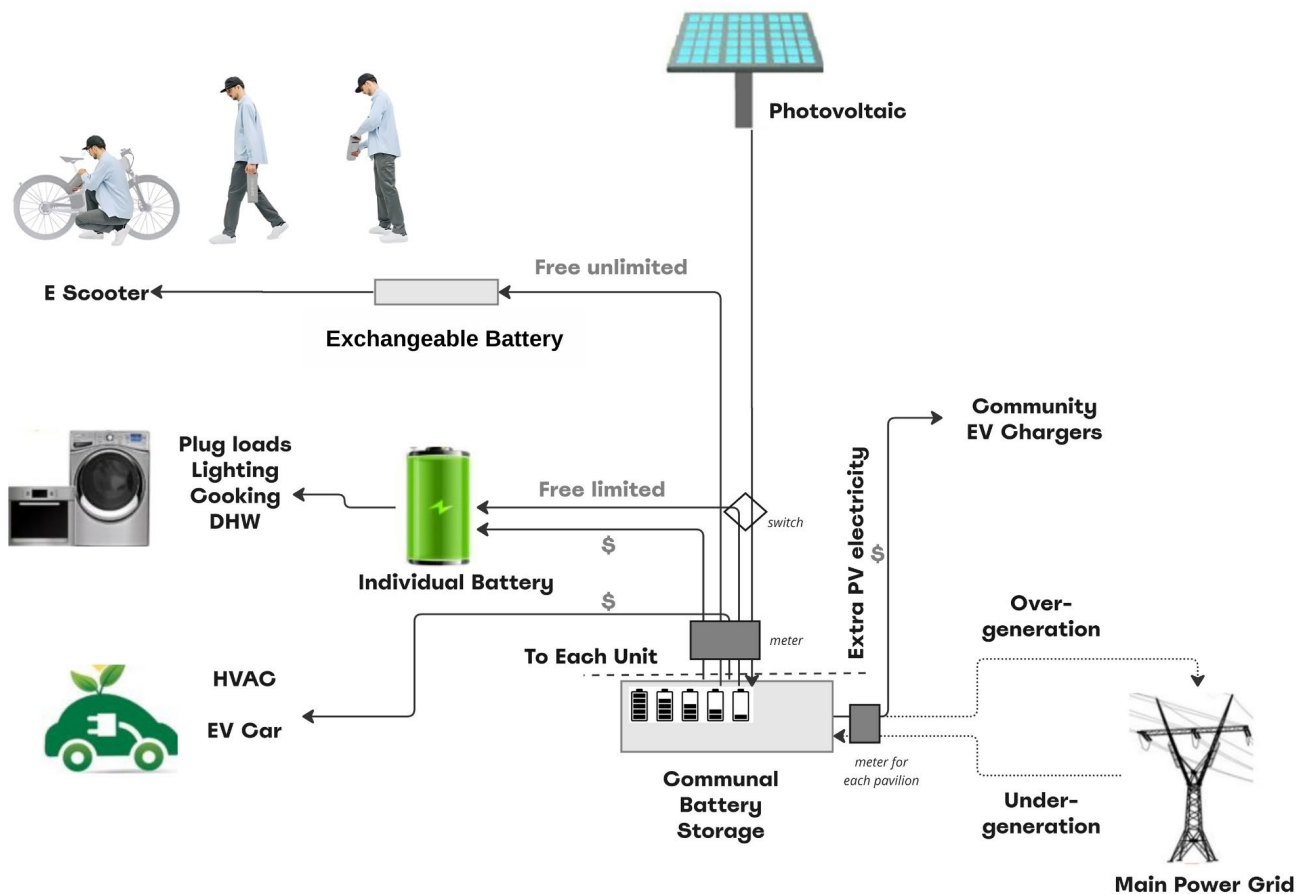 Photovoltaic
Free unlimited
E Scooter
Exchangeable Battery
Community
EV Chargers
Plug loads
Lighting
Cooking
DHW
Free limited
switch
$
Individual Battery
Extra PV electricity
$
$
meter
To Each Unit
Over-
generation
HVAC
EV Car
meter for
each pavilion
Communal
Battery
Storage
Under-
generation
Main Power Grid